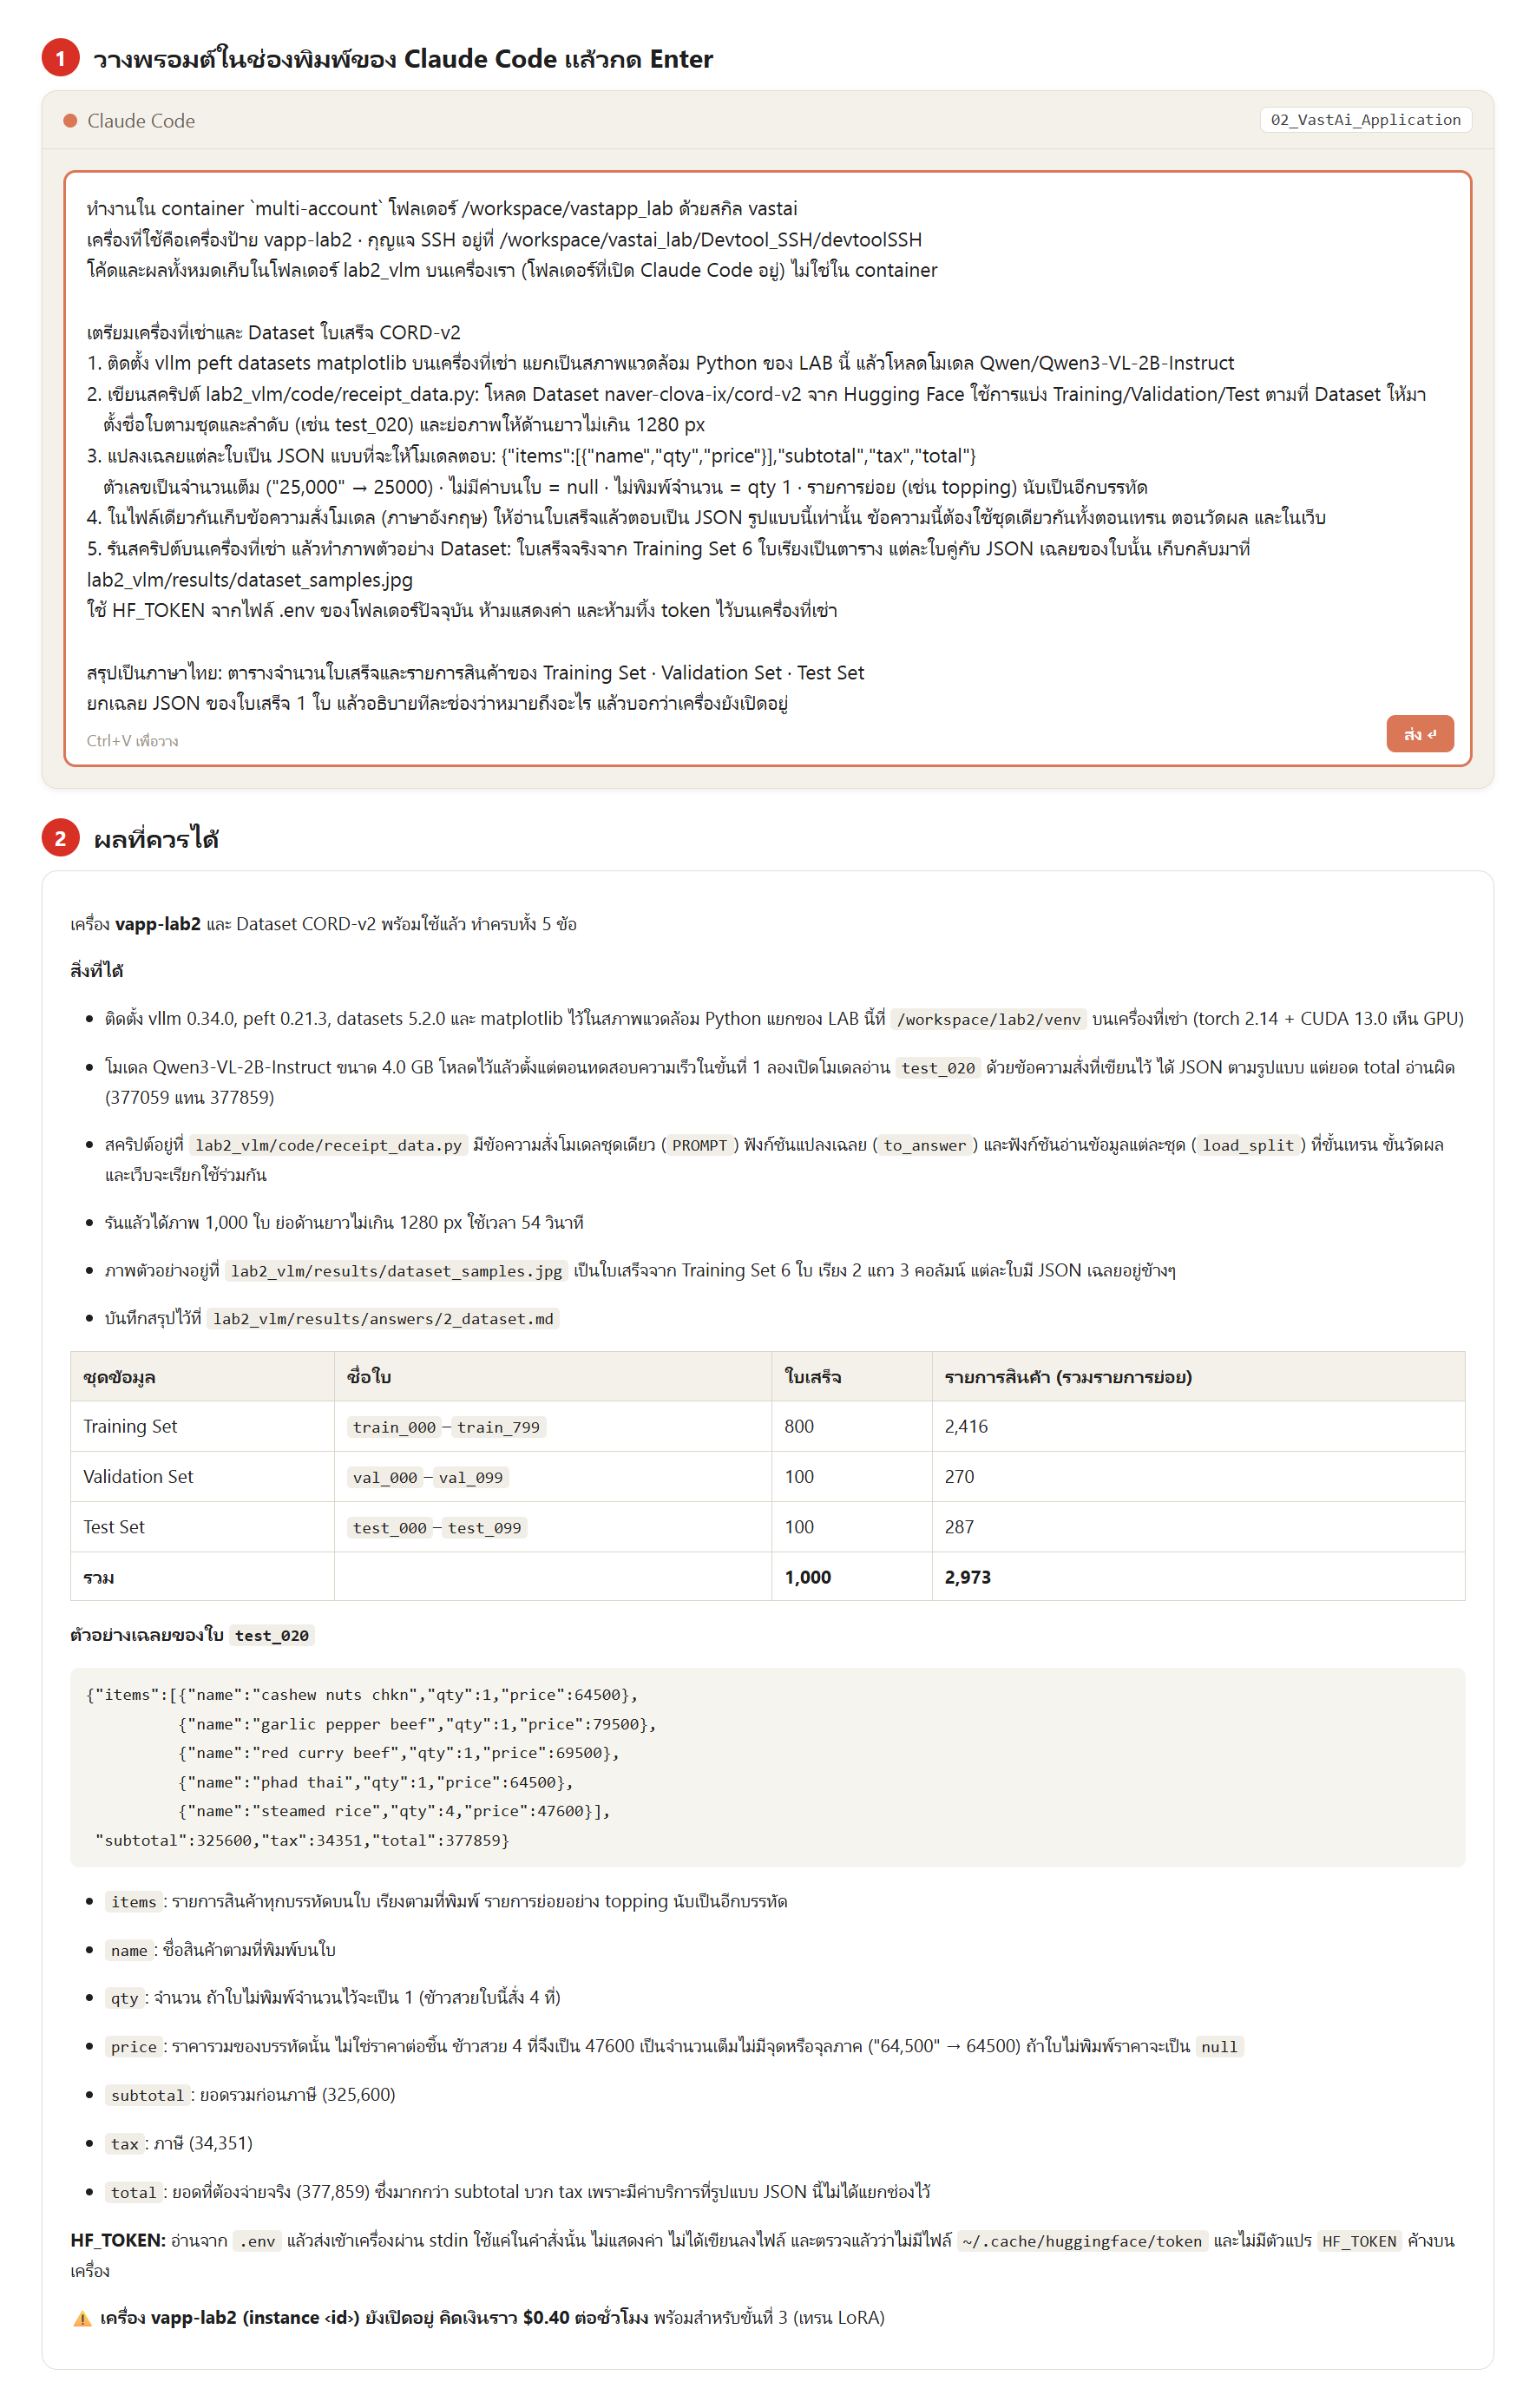 1 วางพรอมต์ในช่องพิมพ์ของ Claude Code แล้วกด Enter
Claude Code
02_VastAi_Application
ทำงานใน container `multi-account` โฟลเดอร์ /workspace/vastapp_lab ด้วยสกิล vastai
เครื่องที่ใช้คือเครื่องป้าย vapp-lab2 · กุญแจ SSH อยู่ที่ /workspace/vastai_lab/Devtool_SSH/devtoolSSH
โค้ดและผลทั้งหมดเก็บในโฟลเดอร์ lab2_vlm บนเครื่องเรา (โฟลเดอร์ที่เปิด Claude Code อยู่) ไม่ใช่ใน container
เตรียมเครื่องที่เช่าและ Dataset ใบเสร็จ CORD-v2
1. ติดตั้ง vllm peft datasets matplotlib บนเครื่องที่เช่า แยกเป็นสภาพแวดล้อม Python ของ LAB นี้ แล้วโหลดโมเดล Qwen/Qwen3-VL-2B-Instruct
2. เขียนสคริปต์ lab2_vlm/code/receipt_data.py: โหลด Dataset naver-clova-ix/cord-v2 จาก Hugging Face ใช้การแบ่ง Training/Validation/Test ตามที่ Dataset ให้มา
ตั้งชื่อใบตามชุดและลำดับ (เช่น test_020) และย่อภาพให้ด้านยาวไม่เกิน 1280 px
3. แปลงเฉลยแต่ละใบเป็น JSON แบบที่จะให้โมเดลตอบ: {"items":[{"name","qty","price"}],"subtotal","tax","total"}
ตัวเลขเป็นจำนวนเต็ม ("25,000" → 25000) · ไม่มีค่าบนใบ = null · ไม่พิมพ์จำนวน = qty 1 · รายการย่อย (เช่น topping) นับเป็นอีกบรรทัด
4. ในไฟล์เดียวกันเก็บข้อความสั่งโมเดล (ภาษาอังกฤษ) ให้อ่านใบเสร็จแล้วตอบเป็น JSON รูปแบบนี้เท่านั้น ข้อความนี้ต้องใช้ชุดเดียวกันทั้งตอนเทรน ตอนวัดผล และในเว็บ
5. รันสคริปต์บนเครื่องที่เช่า แล้วทำภาพตัวอย่าง Dataset: ใบเสร็จจริงจาก Training Set 6 ใบเรียงเป็นตาราง แต่ละใบคู่กับ JSON เฉลยของใบนั้น เก็บกลับมาที่
lab2_vlm/results/dataset_samples.jpg
ใช้ HF_TOKEN จากไฟล์ .env ของโฟลเดอร์ปัจจุบัน ห้ามแสดงค่า และห้ามทิ้ง token ไว้บนเครื่องที่เช่า
สรุปเป็นภาษาไทย: ตารางจำนวนใบเสร็จและรายการสินค้าของ Training Set · Validation Set · Test Set
ยกเฉลย JSON ของใบเสร็จ 1 ใบ แล้วอธิบายทีละช่องว่าหมายถึงอะไร แล้วบอกว่าเครื่องยังเปิดอยู่
Ctrl+V เพื่อวาง
ส่ง ⏎
2 ผลที่ควรได้
เครื่อง vapp-lab2 และ Dataset CORD-v2 พร้อมใช้แล้ว ทำครบทั้ง 5 ข้อ
สิ่งที่ได้
• ติดตั้ง vllm 0.34.0, peft 0.21.3, datasets 5.2.0 และ matplotlib ไว้ในสภาพแวดล้อม Python แยกของ LAB นี้ที่ /workspace/lab2/venv บนเครื่องที่เช่า (torch 2.14 + CUDA 13.0 เห็น GPU)
• โมเดล Qwen3-VL-2B-Instruct ขนาด 4.0 GB โหลดไว้แล้วตั้งแต่ตอนทดสอบความเร็วในขั้นที่ 1 ลองเปิดโมเดลอ่าน test_020 ด้วยข้อความสั่งที่เขียนไว้ ได้ JSON ตามรูปแบบ แต่ยอด total อ่านผิด
(377059 แทน 377859)
• สคริปต์อยู่ที่ lab2_vlm/code/receipt_data.py มีข้อความสั่งโมเดลชุดเดียว (PROMPT) ฟังก์ชันแปลงเฉลย (to_answer) และฟังก์ชันอ่านข้อมูลแต่ละชุด (load_split) ที่ขั้นเทรน ขั้นวัดผล
และเว็บจะเรียกใช้ร่วมกัน
• รันแล้วได้ภาพ 1,000 ใบ ย่อด้านยาวไม่เกิน 1280 px ใช้เวลา 54 วินาที
• ภาพตัวอย่างอยู่ที่ lab2_vlm/results/dataset_samples.jpg เป็นใบเสร็จจาก Training Set 6 ใบ เรียง 2 แถว 3 คอลัมน์ แต่ละใบมี JSON เฉลยอยู่ข้างๆ
• บันทึกสรุปไว้ที่ lab2_vlm/results/answers/2_dataset.md
ชุดข้อมูล ชื่อใบ ใบเสร็จ รายการสินค้า (รวมรายการย่อย)
Training Set train_000–train_799 800 2,416
Validation Set val_000–val_099 100 270
Test Set test_000–test_099 100 287
รวม 1,000 2,973
ตัวอย่างเฉลยของใบ test_020
{"items":[{"name":"cashew nuts chkn","qty":1,"price":64500},
{"name":"garlic pepper beef","qty":1,"price":79500},
{"name":"red curry beef","qty":1,"price":69500},
{"name":"phad thai","qty":1,"price":64500},
{"name":"steamed rice","qty":4,"price":47600}],
"subtotal":325600,"tax":34351,"total":377859}
• items: รายการสินค้าทุกบรรทัดบนใบ เรียงตามที่พิมพ์ รายการย่อยอย่าง topping นับเป็นอีกบรรทัด
• name: ชื่อสินค้าตามที่พิมพ์บนใบ
• qty: จำนวน ถ้าใบไม่พิมพ์จำนวนไว้จะเป็น 1 (ข้าวสวยใบนี้สั่ง 4 ที่)
• price: ราคารวมของบรรทัดนั้น ไม่ใช่ราคาต่อชิ้น ข้าวสวย 4 ที่จึงเป็น 47600 เป็นจำนวนเต็มไม่มีจุดหรือจุลภาค ("64,500" → 64500) ถ้าใบไม่พิมพ์ราคาจะเป็น null
• subtotal: ยอดรวมก่อนภาษี (325,600)
• tax: ภาษี (34,351)
• total: ยอดที่ต้องจ่ายจริง (377,859) ซึ่งมากกว่า subtotal บวก tax เพราะมีค่าบริการที่รูปแบบ JSON นี้ไม่ได้แยกช่องไว้
HF_TOKEN: อ่านจาก .env แล้วส่งเข้าเครื่องผ่าน stdin ใช้แค่ในคำสั่งนั้น ไม่แสดงค่า ไม่ได้เขียนลงไฟล์ และตรวจแล้วว่าไม่มีไฟล์ ~/.cache/huggingface/token และไม่มีตัวแปร HF_TOKEN ค้างบน
เครื่อง
⚠️ เครื่อง vapp-lab2 (instance ‹id›) ยังเปิดอยู่ คิดเงินราว $0.40 ต่อชั่วโมง พร้อมสำหรับขั้นที่ 3 (เทรน LoRA)